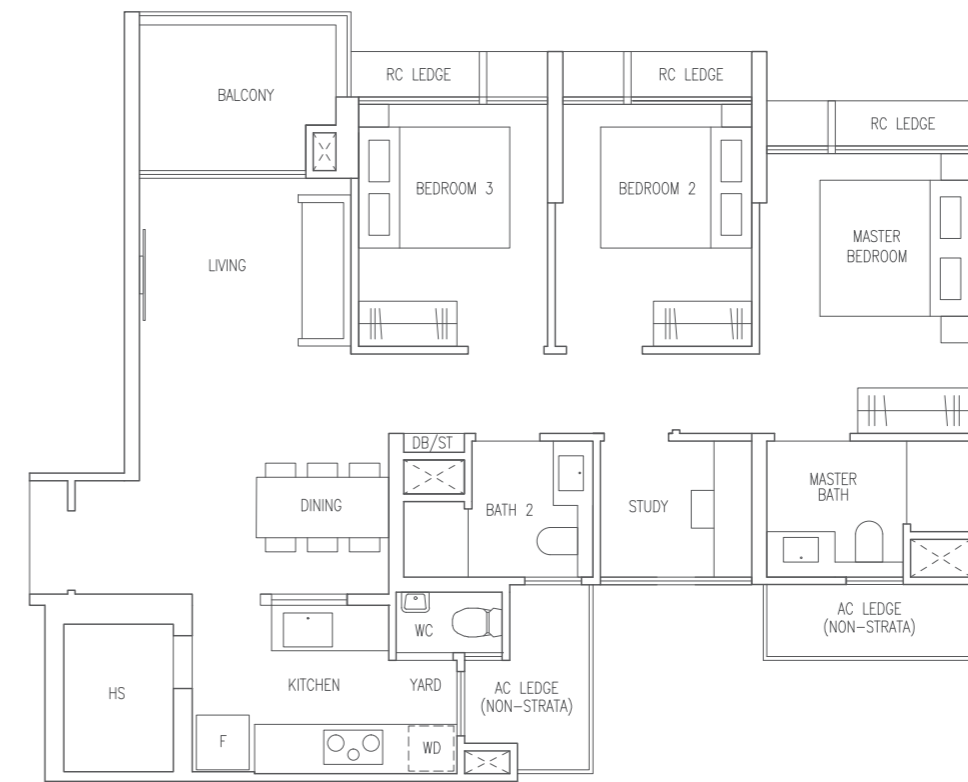 RC LEDGE
RC LEDGE
BALCONY
RC LEDGE
BEDROOM 3
BEDROOM 2
MASTER
BEDROOM
LIVING
DB/ST
MASTER
BATH
DINING
BATH 2
STUDY
AC LEDGE
(NON-STRATA)
WC
HS
KITCHEN
YARD
AC LEDGE
(NON-STRATA)
F
WD